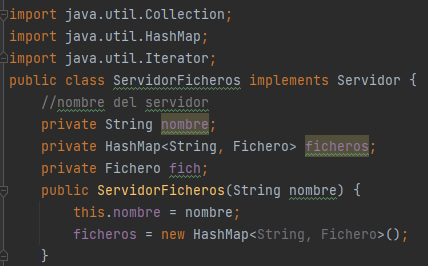 import java.util.Collection;
import java.util.HashMap;
import java.util.Iterator;
public class ServidorFicheros implements Servidor {
    //nombre del servidor
    private String nombre;
    private HashMap<String, Fichero> ficheros;
    private Fichero fich;
    public ServidorFicheros(String nombre) {
        this.nombre = nombre;
        ficheros = new HashMap<String, Fichero>();
    }